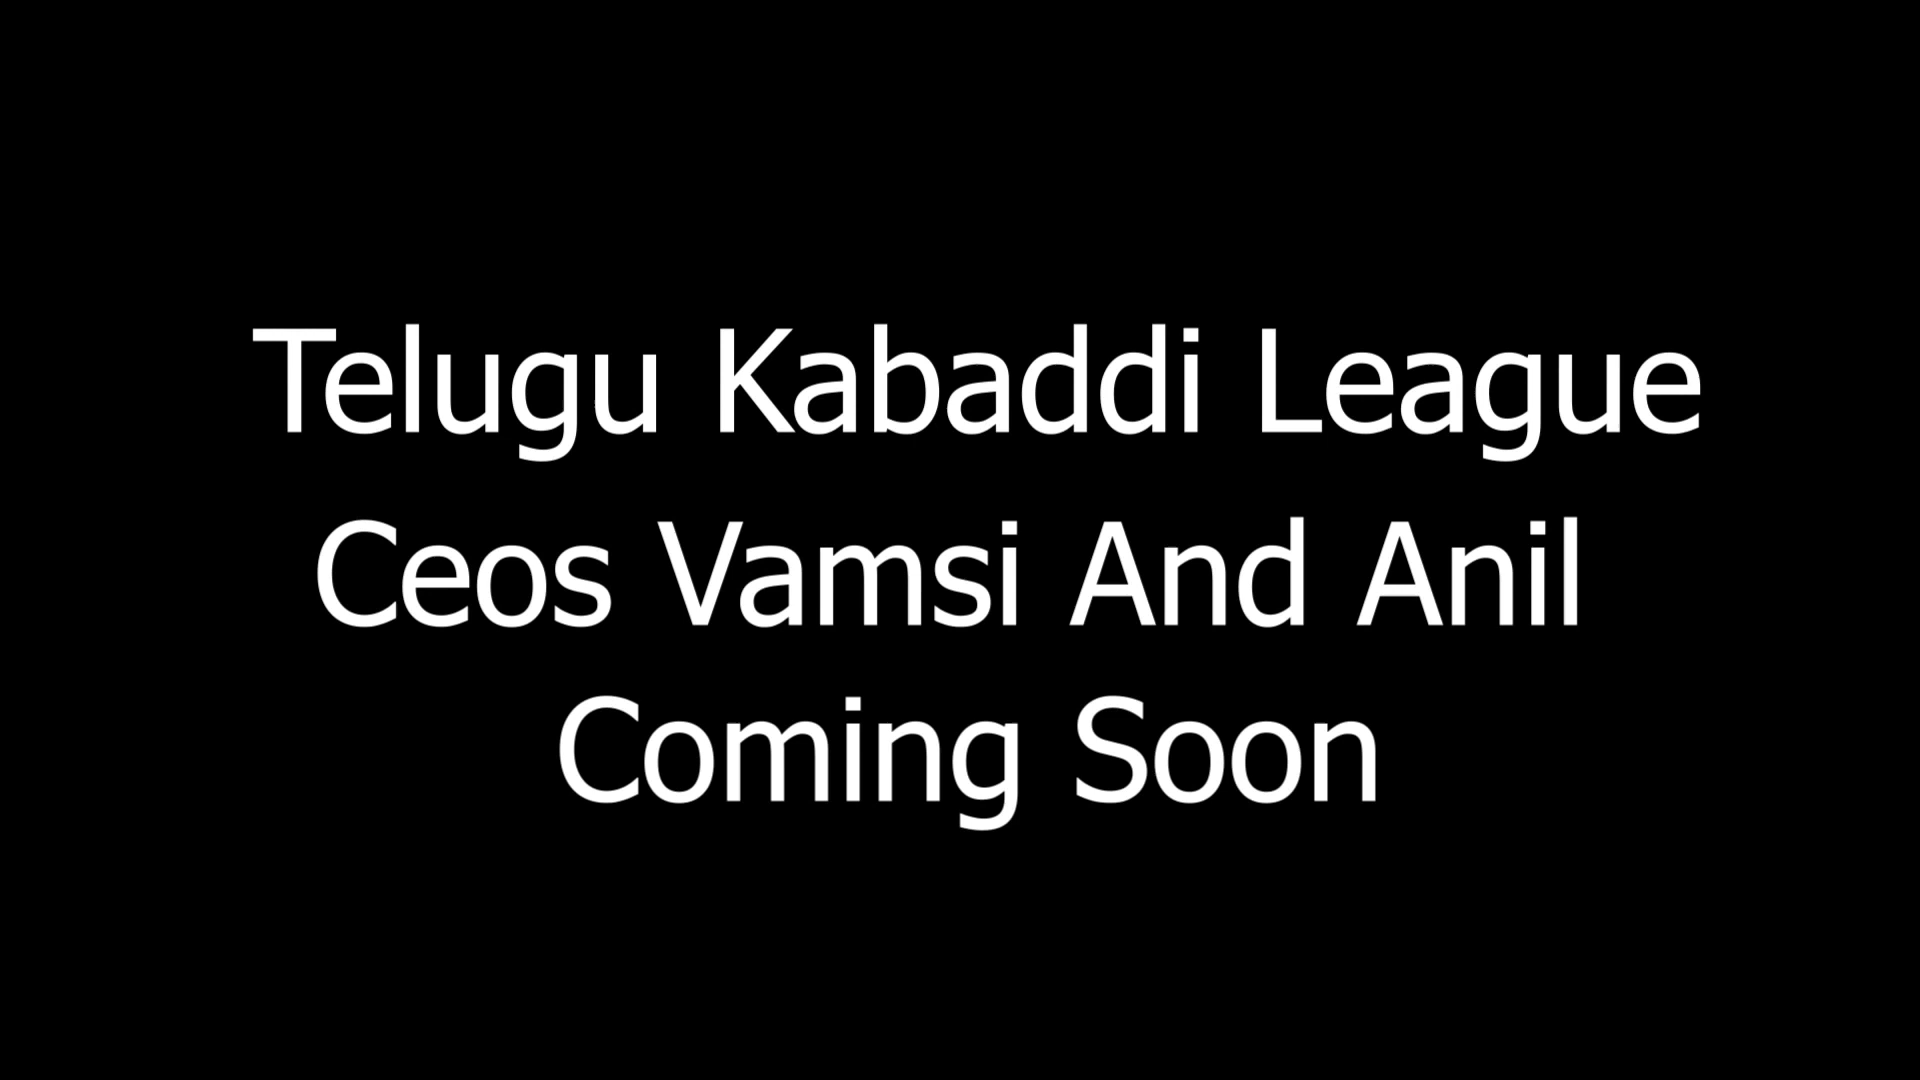 Telugu Kabaddi League
Ceos Vamsi And Anil
Coming Soon